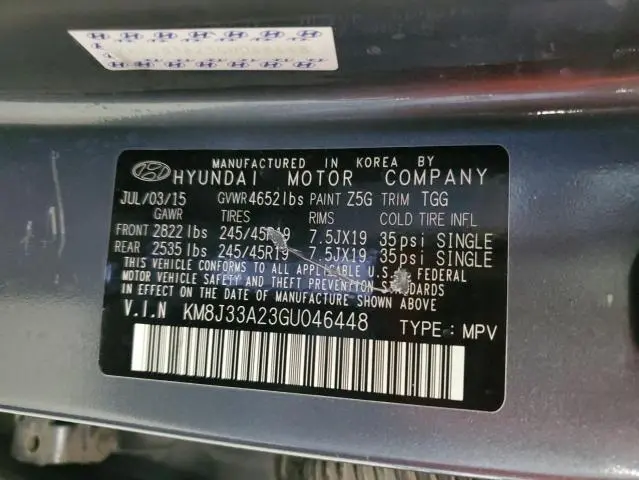 MANUFACTURED IN KOREA BY
HYUNDAI MOTOR COMPANY
JUL/03/15 GVWR 4652lbs PAINT Z5G TRIM TGG
GAWR TIRES RIMS COLD TIRE INFL
FRONT 2822 lbs 245/45R19 7.5JX19 35psi SINGLE
REAR 2535 lbs 245/45R19 7.5JX19 35psi SINGLE
THIS VEHICLE CONFORMS TO ALL APPLICABLE U.S. FEDERAL
MOTOR VEHICLE SAFETY AND THEFT PREVENTION STANDARDS
IN EFFECT ON THE DATE OF MANUFACTURE SHOWN ABOVE
V.I.N KM8J33A23GU046448 TYPE : MPV